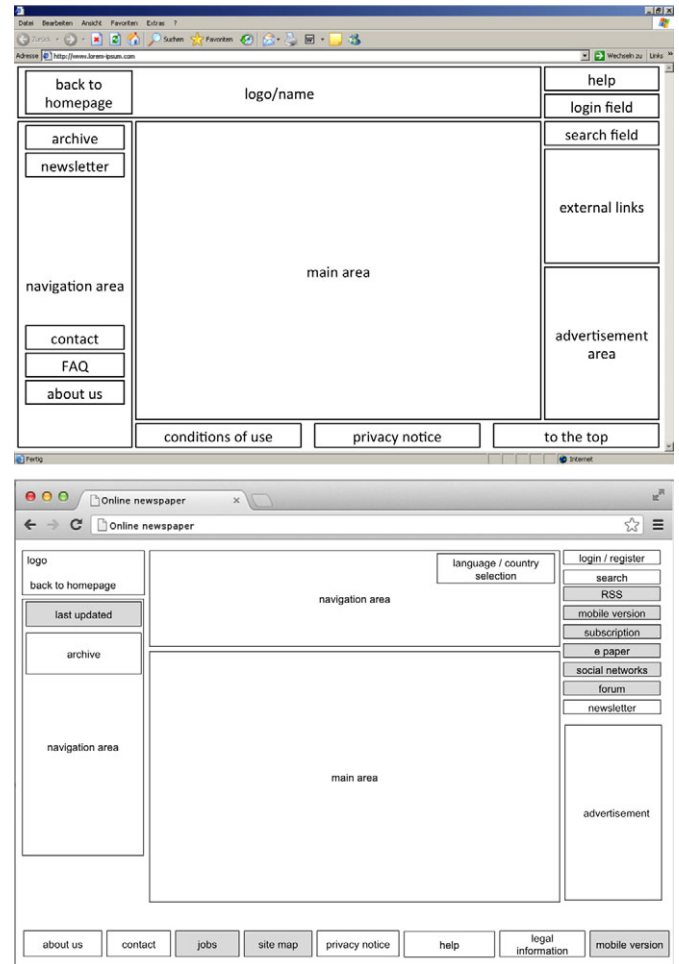 Datei Bearbeiten Ansicht Favoriten Extras ?
Zurück Suchen Favoriten
Adresse http://www.lorem-ipsum.com Wechseln zu Links »
back to
homepage
logo/name
help
login field
archive
search field
newsletter
external links
main area
navigation area
contact
advertisement
area
FAQ
about us
conditions of use
privacy notice
to the top
Fertig Internet
Online newspaper
Online newspaper
logo
back to homepage
language / country
selection
navigation area
login / register
search
RSS
mobile version
subscription
e paper
social networks
forum
newsletter
last updated
archive
navigation area
main area
advertisement
about us
contact
jobs
site map
privacy notice
help
legal
information
mobile version